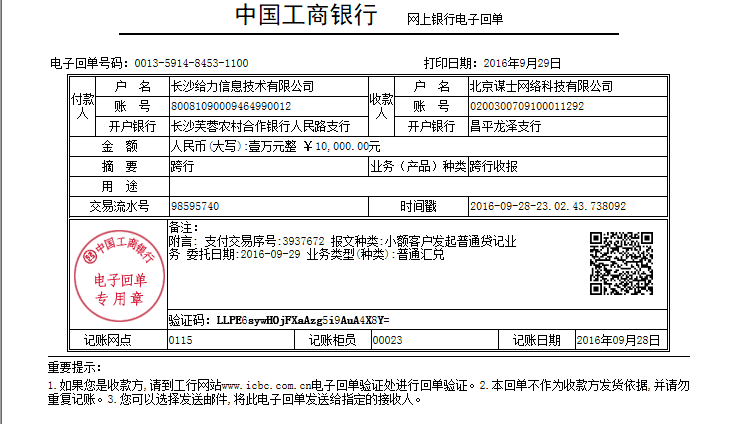 中国工商银行 网上银行电子回单
电子回单号码: 0013-5914-8453-1100 打印日期: 2016年9月29日
付款人 户 名 长沙给力信息技术有限公司 收款人 户 名 北京谋士网络科技有限公司
账 号 80081090009464990012 账 号 0200300709100011292
开户银行 长沙芙蓉农村合作银行人民路支行 开户银行 昌平龙泽支行
金 额 人民币(大写):壹万元整 ￥10,000.00元
摘 要 跨行 业务（产品）种类 跨行收报
用 途
交易流水号 98595740 时间戳 2016-09-28-23.02.43.738092
备注:
附言: 支付交易序号:3937672 报文种类:小额客户发起普通贷记业
务 委托日期:2016-09-29 业务类型(种类):普通汇兑
中国工商银行
电子回单
专用章
验证码: LLPE6sywHOjFXaAzg5i9AuA4X8Y=
记账网点 0115 记账柜员 00023 记账日期 2016年09月28日
重要提示:
1.如果您是收款方,请到工行网站www.icbc.com.cn电子回单验证处进行回单验证。2.本回单不作为收款方发货依据,并请勿
重复记账。3.您可以选择发送邮件,将此电子回单发送给指定的接收人。